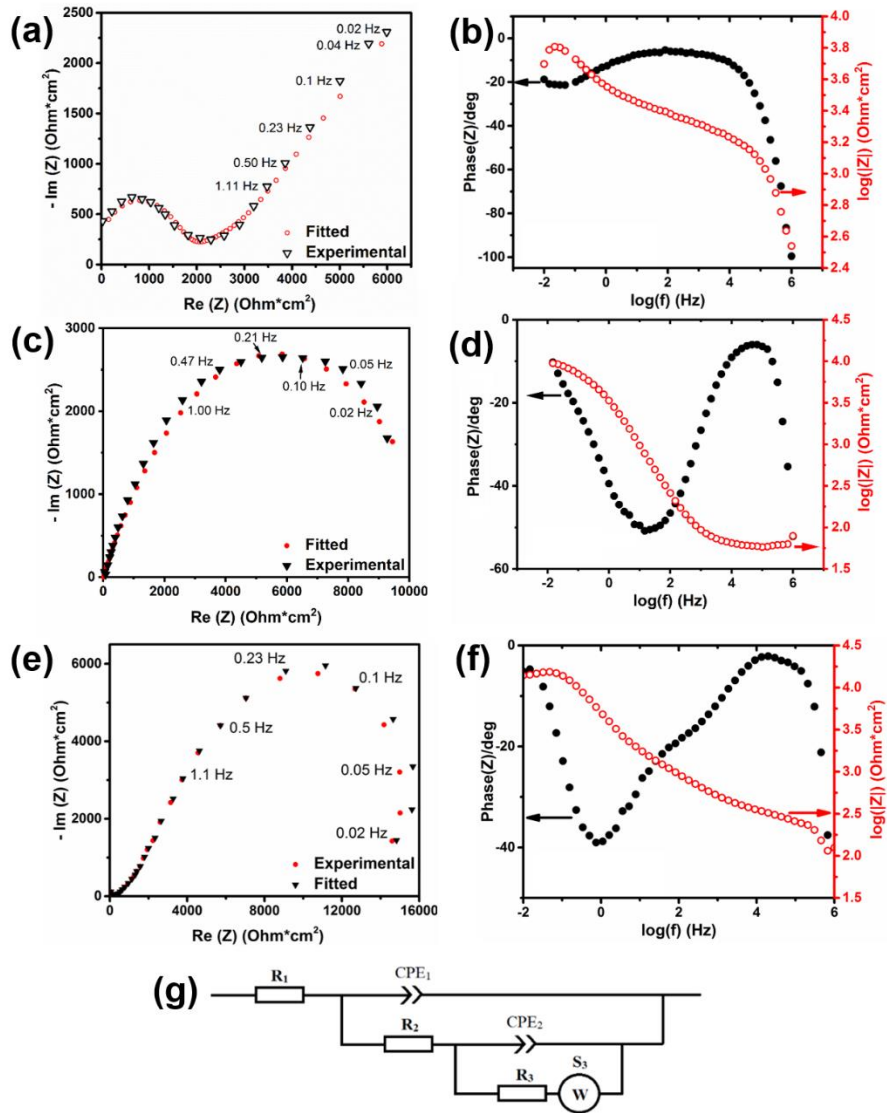 (a)
2500
2000
1500
1000
500
0
- Im (Z) (Ohm*cm²)
0.02 Hz
0.04 Hz
0.1 Hz
0.23 Hz
0.50 Hz
1.11 Hz
Fitted
Experimental
0 1000 2000 3000 4000 5000 6000 7000
Re (Z) (Ohm*cm²)
(b)
0
-20
-40
-60
-80
-100
Phase(Z)/deg
4.0
3.8
3.6
3.4
3.2
3.0
2.8
2.6
2.4
log(|Z|) (Ohm*cm²)
-2 0 2 4 6
log(f) (Hz)
(c)
3000
2000
1000
0
- Im (Z) (Ohm*cm²)
0.21 Hz
0.47 Hz
0.05 Hz
0.10 Hz
1.00 Hz
0.02 Hz
Fitted
Experimental
0 2000 4000 6000 8000 10000
Re (Z) (Ohm*cm²)
(d)
0
-20
-40
-60
Phase(Z)/deg
4.5
4.0
3.5
3.0
2.5
2.0
1.5
log(|Z|) (Ohm*cm²)
-4 -2 0 2 4 6
log(f) (Hz)
(e)
6000
4000
2000
0
- Im (Z) (Ohm*cm²)
0.23 Hz
0.1 Hz
0.5 Hz
1.1 Hz
0.05 Hz
0.02 Hz
Experimental
Fitted
0 4000 8000 12000 16000
Re (Z) (Ohm*cm²)
(f)
0
-20
-40
Phase(Z)/deg
4.5
4.0
3.5
3.0
2.5
2.0
1.5
log(|Z|) (Ohm*cm²)
-2 0 2 4 6
log(f) (Hz)
(g)
R₁
CPE₁
R₂
CPE₂
R₃
S₃
W